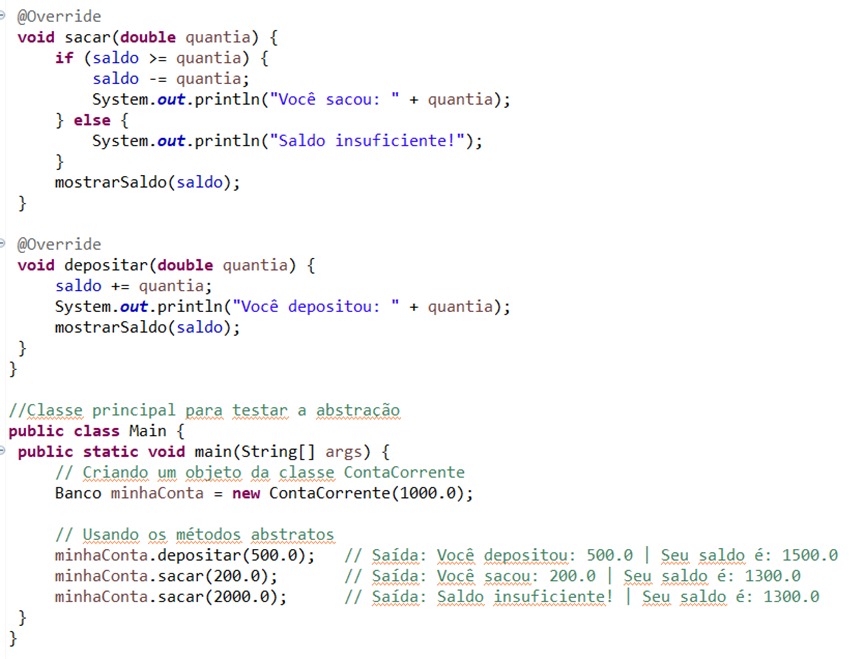 @Override
void sacar(double quantia) {
if (saldo >= quantia) {
saldo -= quantia;
System.out.println("Você sacou: " + quantia);
} else {
System.out.println("Saldo insuficiente!");
}
mostrarSaldo(saldo);
}
@Override
void depositar(double quantia) {
saldo += quantia;
System.out.println("Você depositou: " + quantia);
mostrarSaldo(saldo);
}
}
//Classe principal para testar a abstração
public class Main {
public static void main(String[] args) {
// Criando um objeto da classe ContaCorrente
Banco minhaConta = new ContaCorrente(1000.0);
// Usando os métodos abstratos
minhaConta.depositar(500.0); // Saída: Você depositou: 500.0 | Seu saldo é: 1500.0
minhaConta.sacar(200.0); // Saída: Você sacou: 200.0 | Seu saldo é: 1300.0
minhaConta.sacar(2000.0); // Saída: Saldo insuficiente! | Seu saldo é: 1300.0
}
}